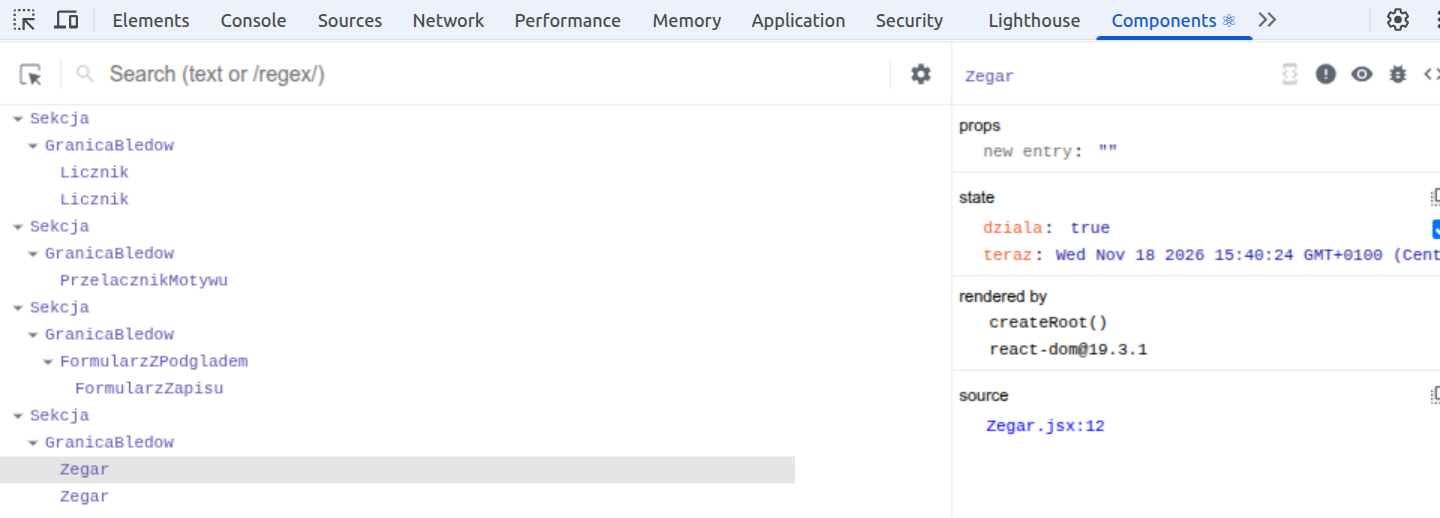 Elements Console Sources Network Performance Memory Application Security Lighthouse Components
Search (text or /regex/)
Sekcja
GranicaBledow
Licznik
Licznik
Sekcja
GranicaBledow
PrzelacznikMotywu
Sekcja
GranicaBledow
FormularzZPodgladem
FormularzZapisu
Sekcja
GranicaBledow
Zegar
Zegar
Zegar
props
new entry: ""
state
dziala: true
teraz: Wed Nov 18 2026 15:40:24 GMT+0100 (Cent
rendered by
createRoot()
react-dom@19.3.1
source
Zegar.jsx:12